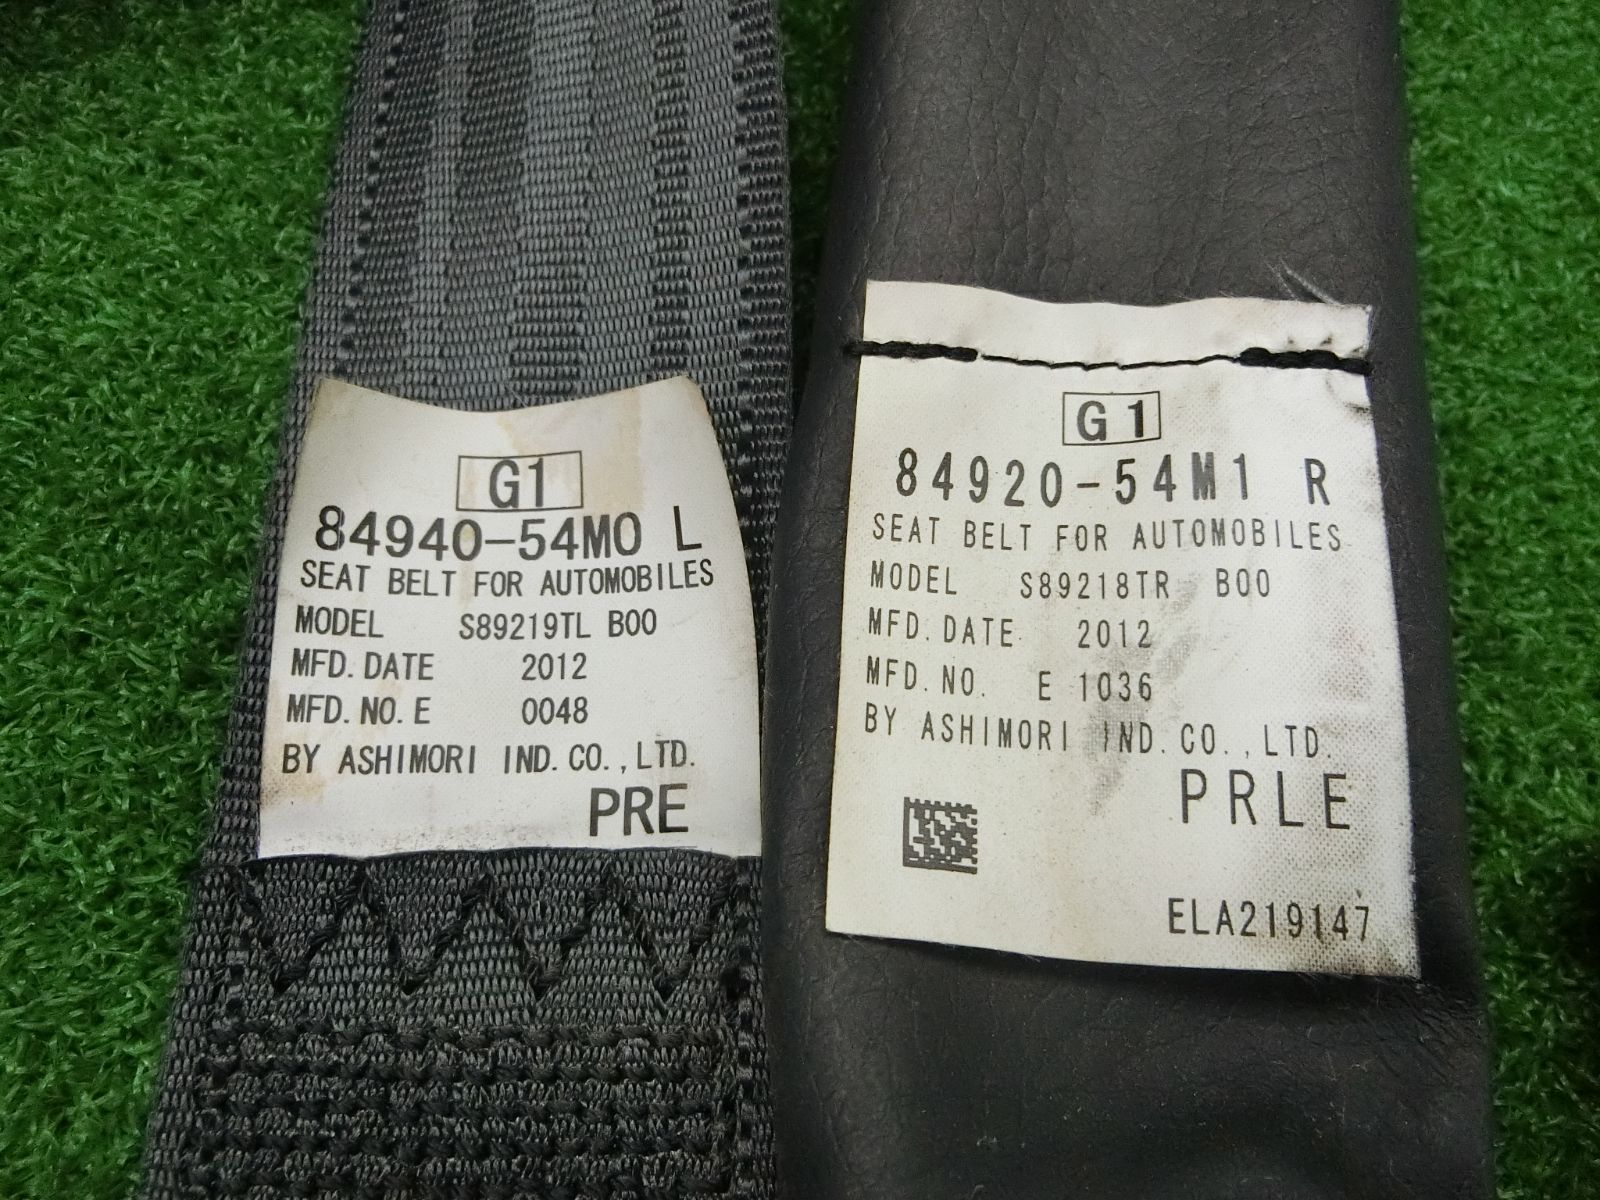 G1
84940-54M0 L
SEAT BELT FOR AUTOMOBILES
MODEL S89219TL B00
MFD. DATE 2012
MFD. NO. E 0048
BY ASHIMORI IND. CO., LTD.
PRE
G1
84920-54M1 R
SEAT BELT FOR AUTOMOBILES
MODEL S89218TR B00
MFD. DATE 2012
MFD. NO. E 1036
BY ASHIMORI IND. CO., LTD.
PRLE
ELA219147